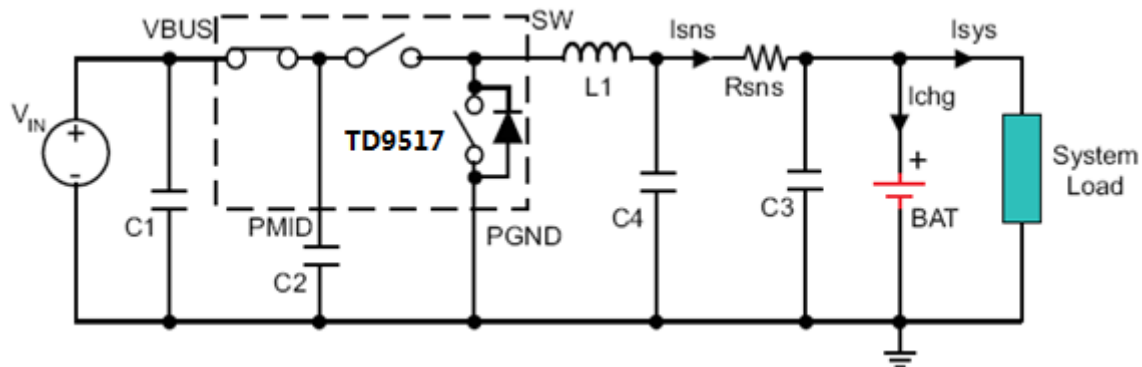 VBUS
SW
Isns
Isys
L1
Rsns
Ichg
VIN
+
-
TD9517
+
System
Load
C1
PMID
PGND
C4
C3
BAT
C2